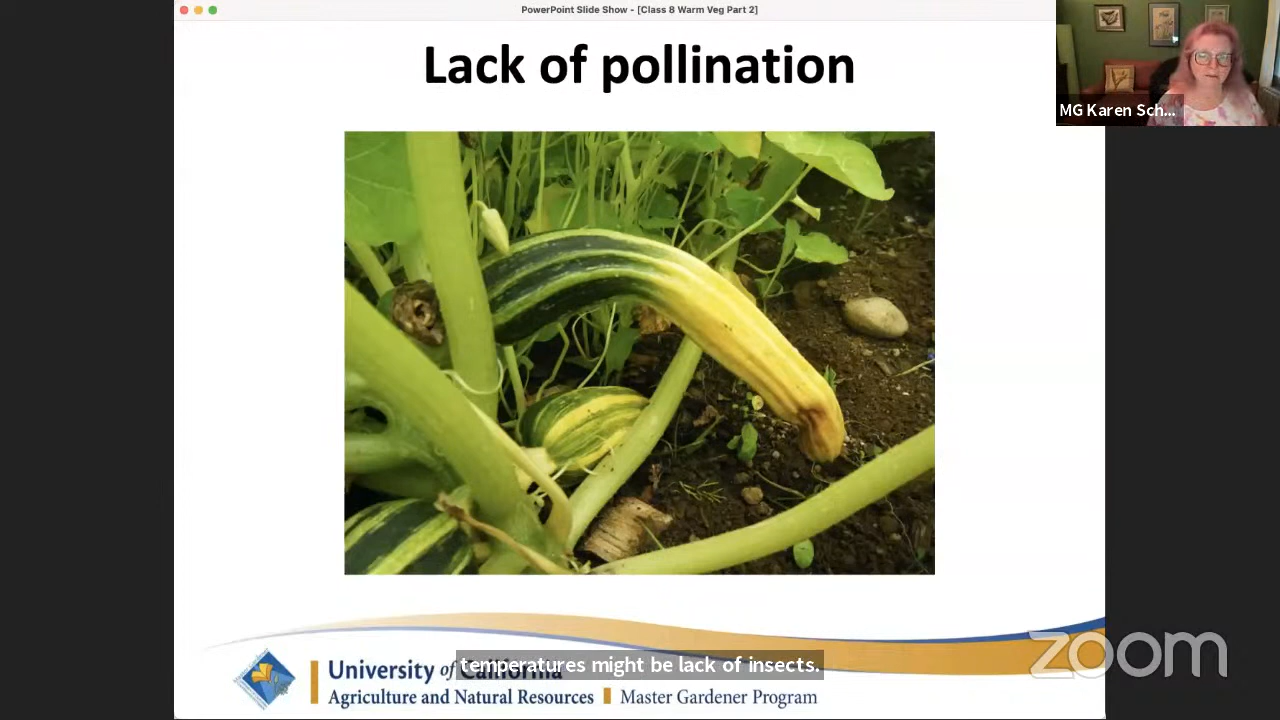 PowerPoint Slide Show - [Class 8 Warm Veg Part 2]
Lack of pollination
MG Karen Sch...
University of California
temperatures might be lack of insects.
Agriculture and Natural Resources Master Gardener Program
zoom